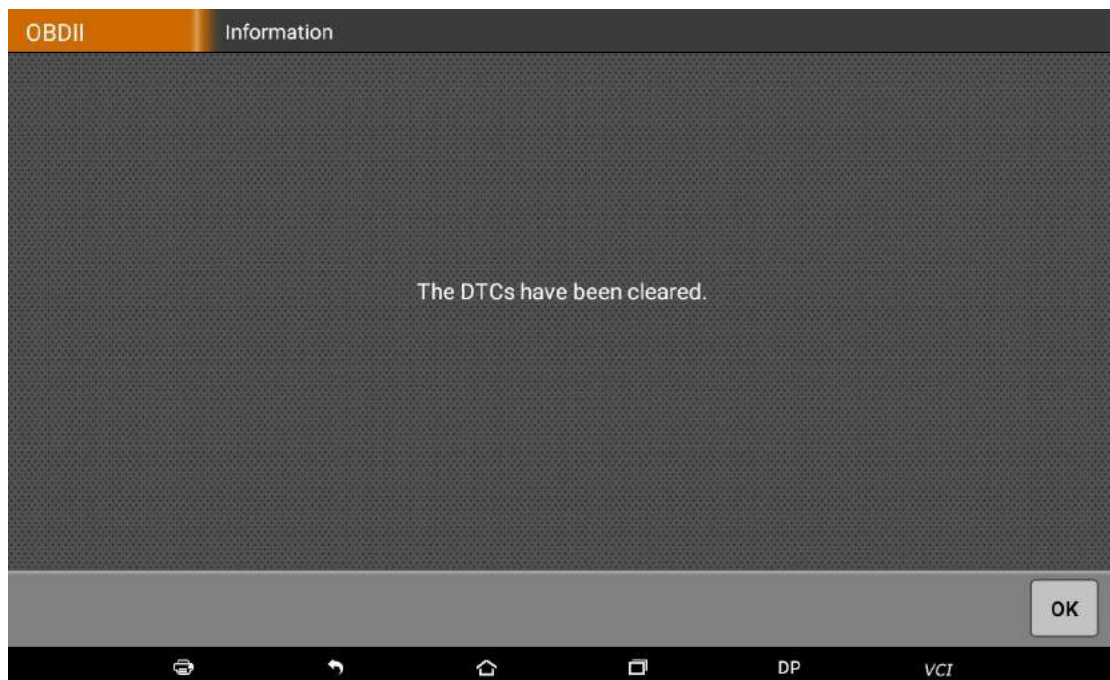 OBDII
Information
The DTCs have been cleared.
OK
DP
VCI